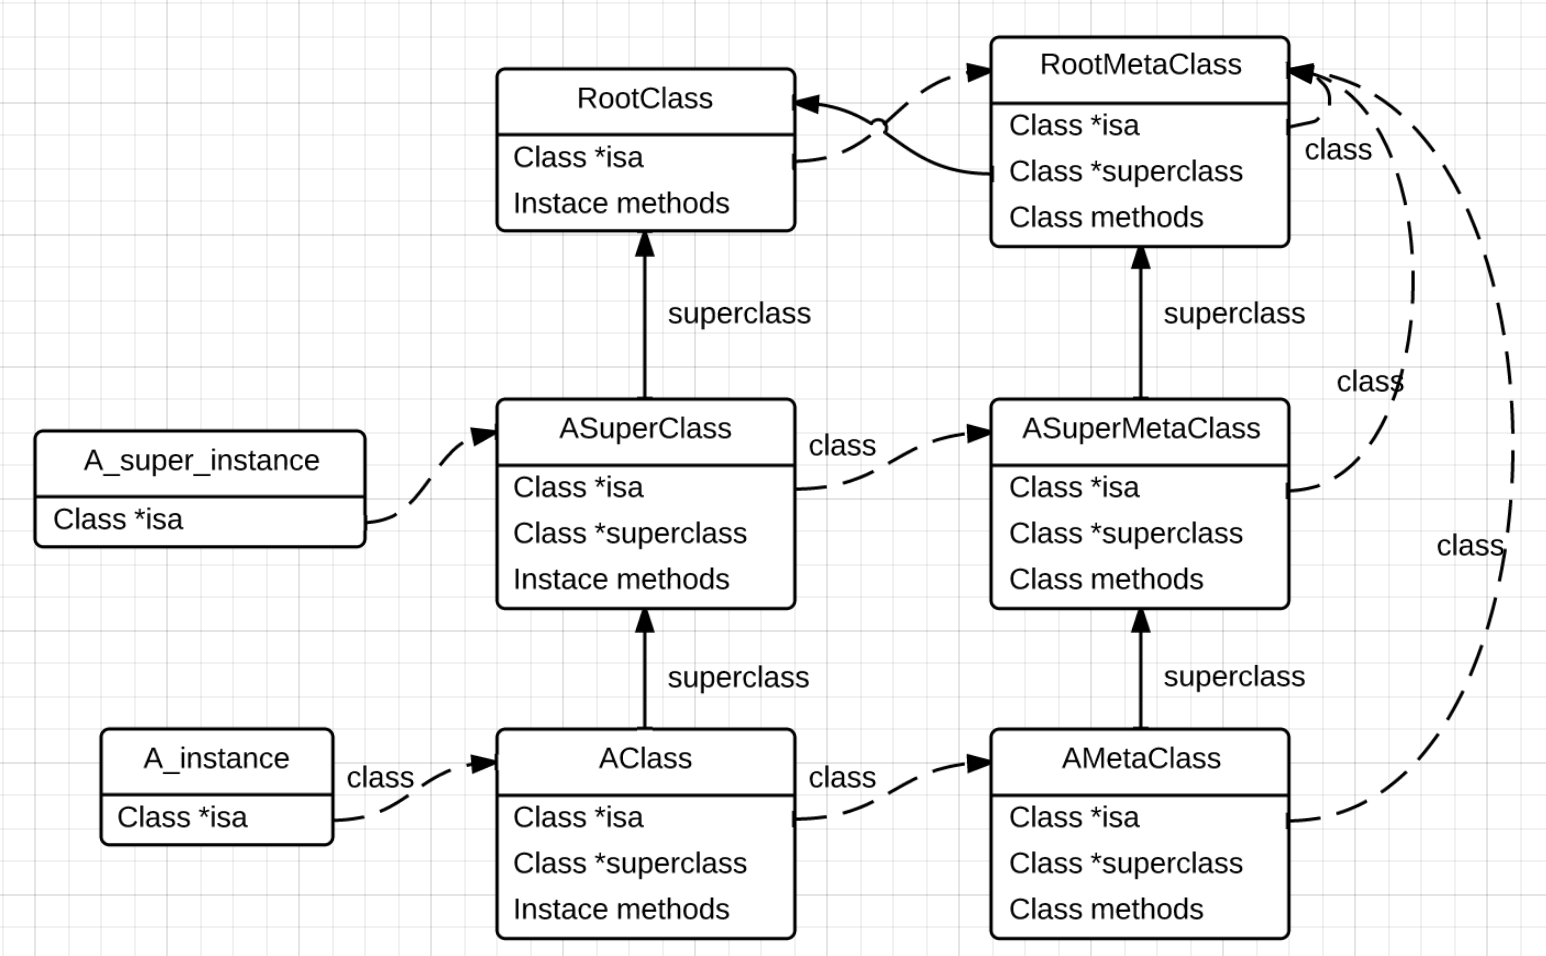 RootClass
Class *isa
Instace methods
RootMetaClass
Class *isa
Class *superclass
Class methods
class
superclass
superclass
class
A_super_instance
Class *isa
ASuperClass
Class *isa
Class *superclass
Instace methods
class
ASuperMetaClass
Class *isa
Class *superclass
Class methods
class
superclass
superclass
A_instance
Class *isa
class
AClass
Class *isa
Class *superclass
Instace methods
class
AMetaClass
Class *isa
Class *superclass
Class methods